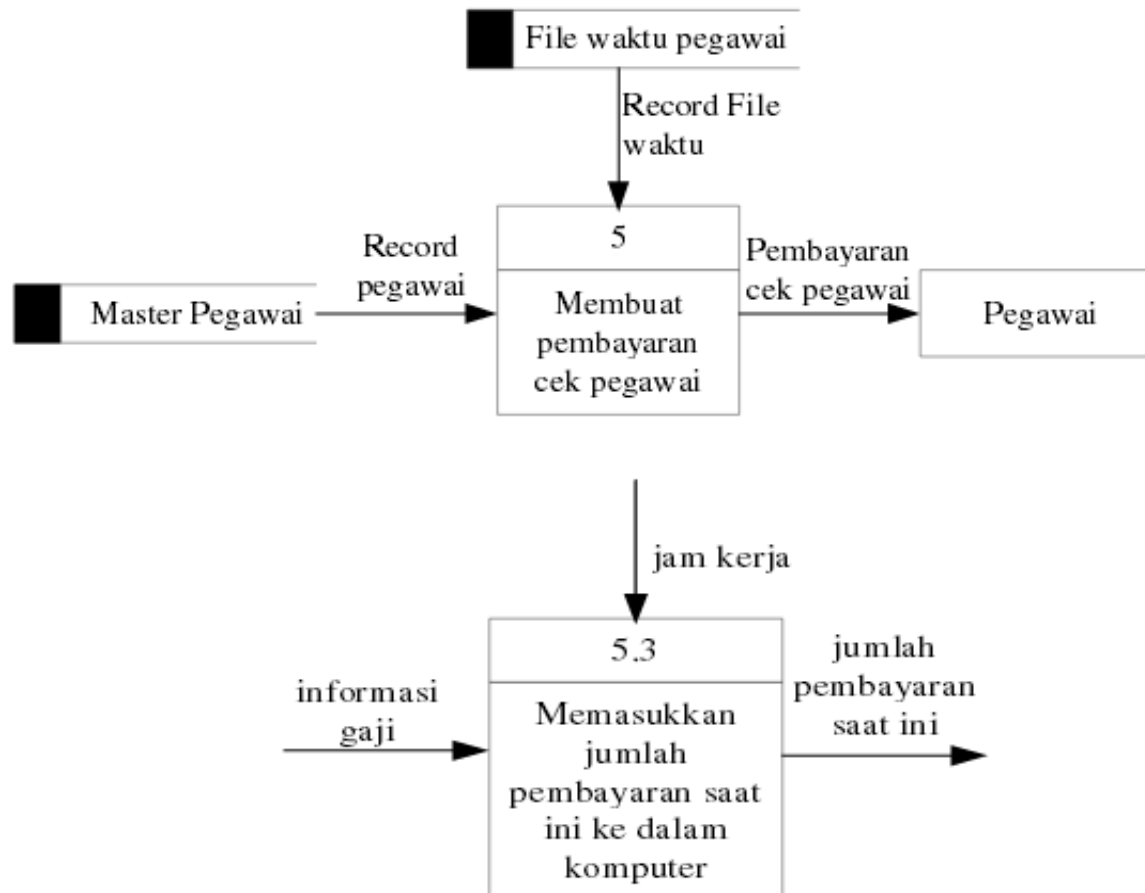 File waktu pegawai
Record File
waktu
5
Membuat
pembayaran
cek pegawai
Record
pegawai
Master Pegawai
Pembayaran
cek pegawai
Pegawai
jam kerja
5.3
Memasukkan
jumlah
pembayaran saat
ini ke dalam
komputer
informasi
gaji
jumlah
pembayaran
saat ini